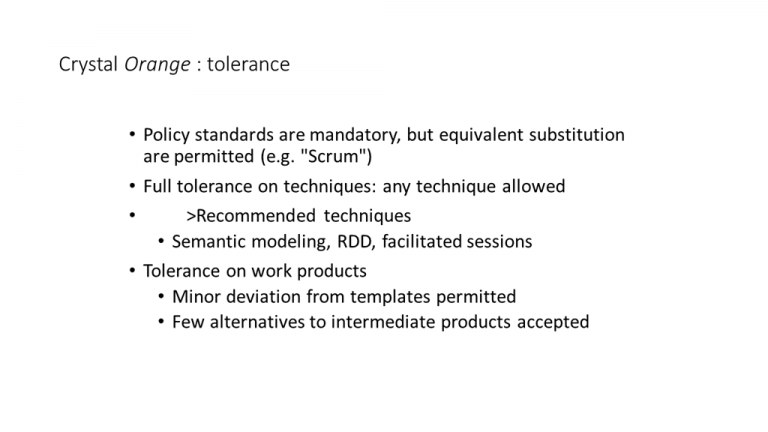 Crystal Orange : tolerance
• Policy standards are mandatory, but equivalent substitution
are permitted (e.g. "Scrum")
• Full tolerance on techniques: any technique allowed
• >Recommended techniques
• Semantic modeling, RDD, facilitated sessions
• Tolerance on work products
• Minor deviation from templates permitted
• Few alternatives to intermediate products accepted